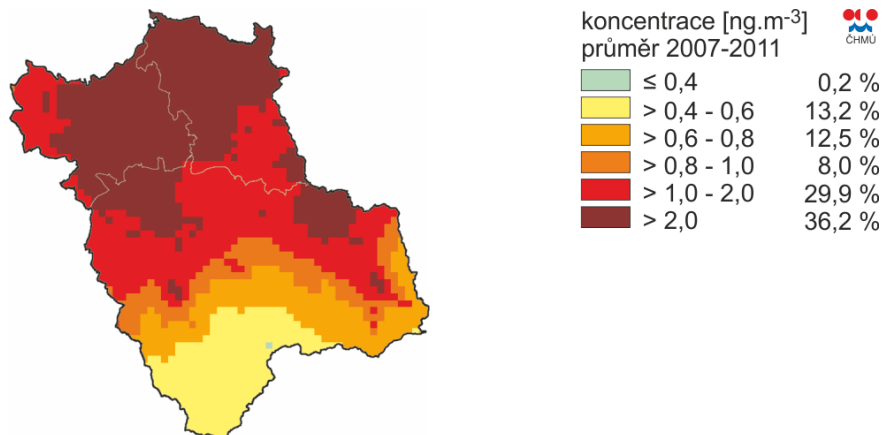 koncentrace [ng.m-3]
průměr 2007-2011
ČHMÚ
≤ 0,4 0,2 %
> 0,4 - 0,6 13,2 %
> 0,6 - 0,8 12,5 %
> 0,8 - 1,0 8,0 %
> 1,0 - 2,0 29,9 %
> 2.0 36,2 %